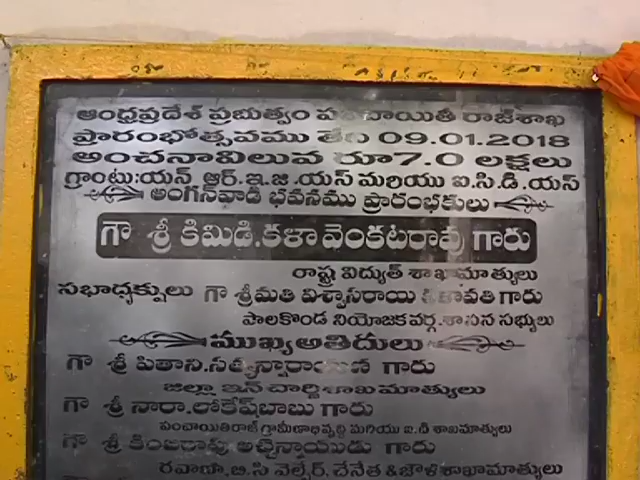 ఆంధ్రప్రదేశ్ ప్రభుత్వం పంచాయితీ రాజ్‌శాఖ
ప్రారంభోత్సవము తేది 09.01.2018
అంచనావిలువ రూ7.0 లక్షలు
గ్రాంటు:యన్.ఆర్.ఇ.జి.యస్ మరియు ఐ.సి.డి.యస్
అంగన్‌వాడి భవనము ప్రారంభకులు
గౌ శ్రీ కిమిడి.కళా వెంకటరావు గారు
రాష్ట్ర విద్యుత్ శాఖామాత్యులు
సభాధ్యక్షులు గౌ శ్రీమతి విశ్వాసరాయి కళావతి గారు
పాలకొండ నియోజకవర్గ.శాసన సభ్యులు
ముఖ్యఅతిదులు
గౌ శ్రీ పితాని.సత్యన్నారాయణ గారు
జిల్లా ఇన్‌చార్జిశాఖామాత్యులు
గౌ శ్రీ నారా.లోకేష్‌బాబు గారు
పంచాయితిరాజ్ గ్రామీణాభివృద్ధి మరియు ఐ.టి శాఖామాత్యులు
గౌ శ్రీ కింజరాపు అచ్చెన్నాయుడు గారు
రవాణా,బి.సి వెల్ఫేర్, చేనేత & జౌళి శాఖామాత్యులు